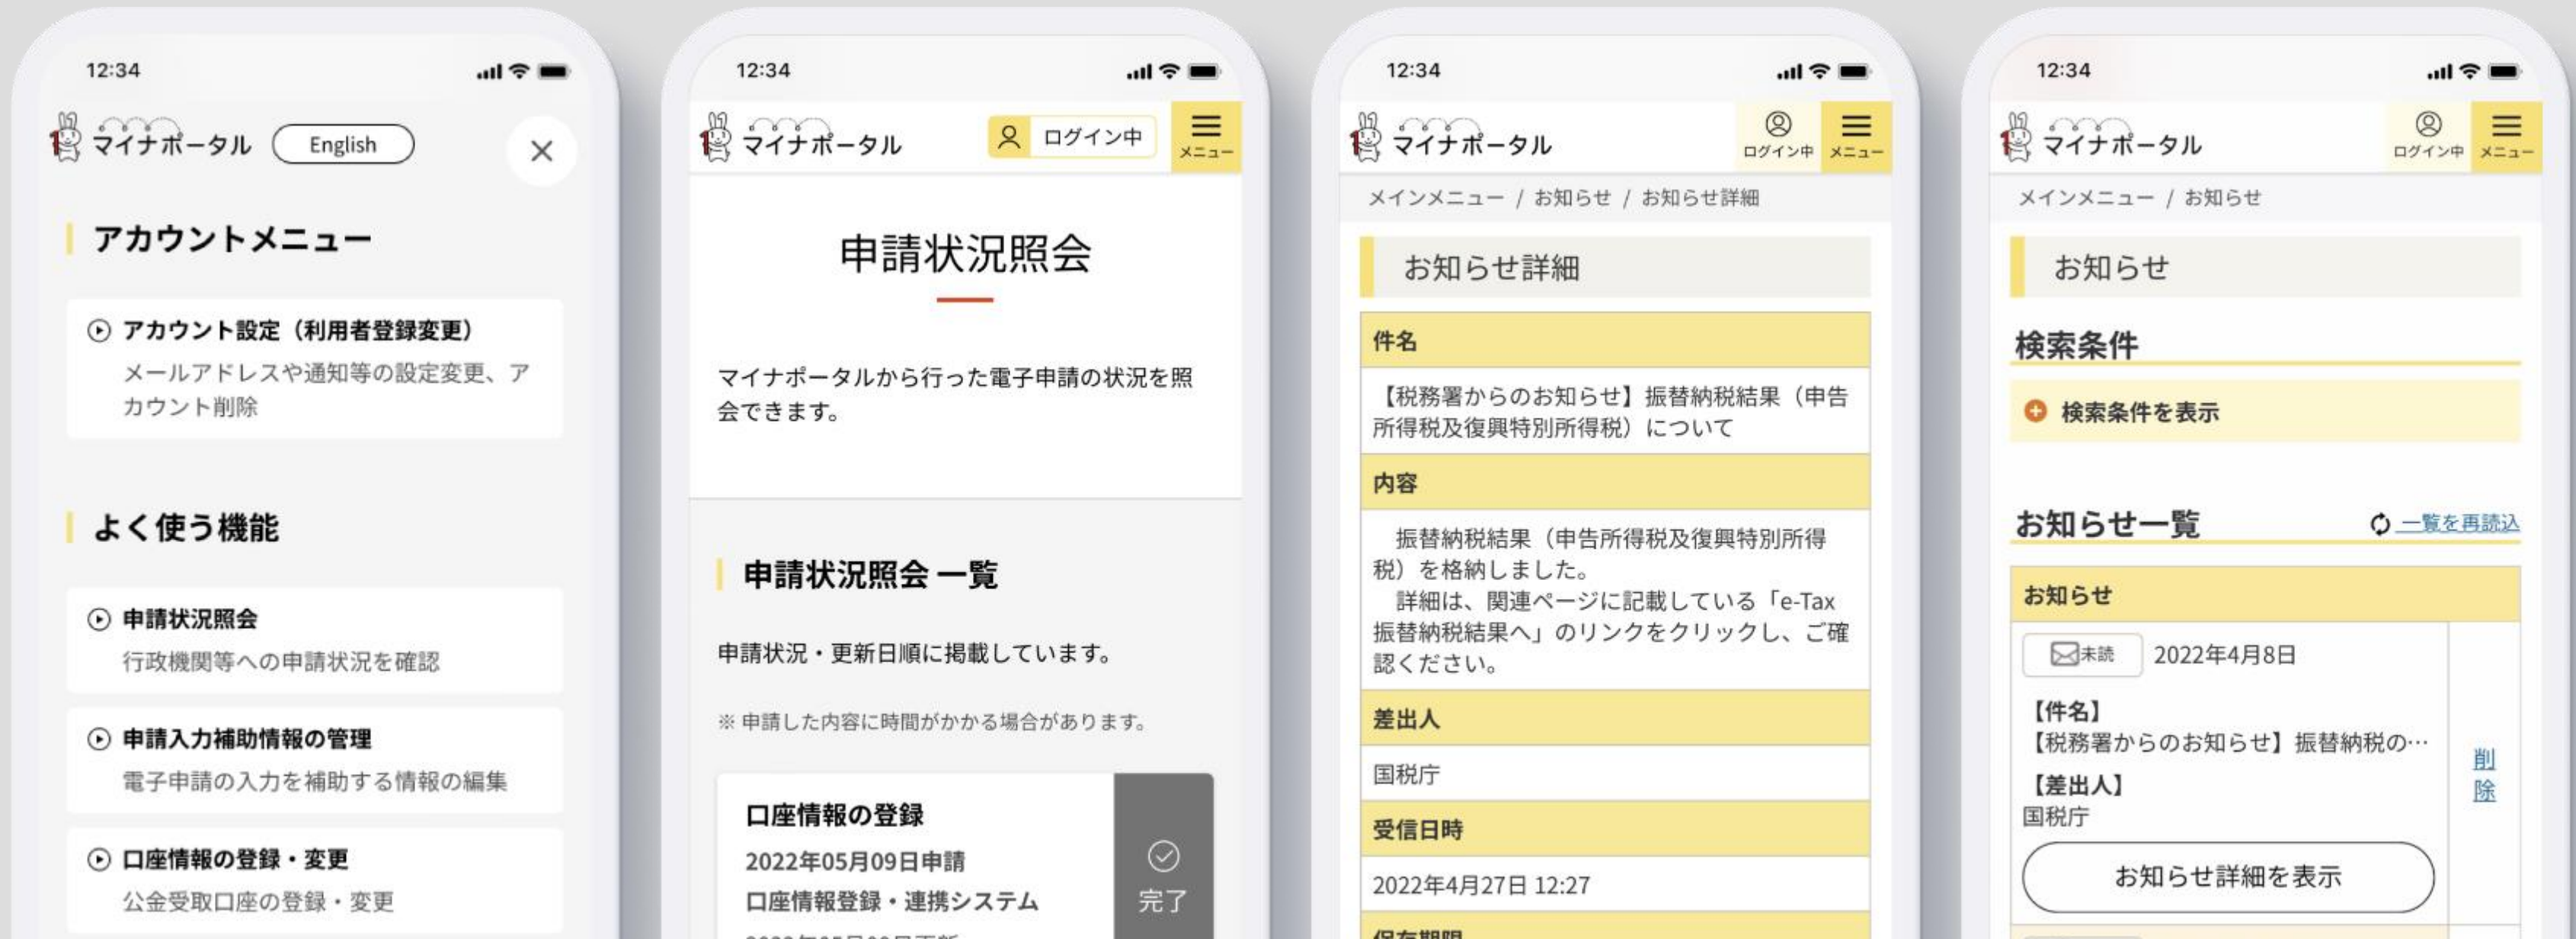 12:34
マイナポータル
English
アカウントメニュー
アカウント設定（利用者登録変更）
メールアドレスや通知等の設定変更、ア
カウント削除
よく使う機能
申請状況照会
行政機関等への申請状況を確認
申請入力補助情報の管理
電子申請の入力を補助する情報の編集
口座情報の登録・変更
公金受取口座の登録・変更
12:34
マイナポータル
ログイン中
メニュー
申請状況照会
マイナポータルから行った電子申請の状況を照
会できます。
申請状況照会 一覧
申請状況・更新日順に掲載しています。
※ 申請した内容に時間がかかる場合があります。
口座情報の登録
2022年05月09日申請
口座情報登録・連携システム
完了
12:34
マイナポータル
ログイン中
メニュー
メインメニュー / お知らせ / お知らせ詳細
お知らせ詳細
件名
【税務署からのお知らせ】振替納税結果（申告
所得税及復興特別所得税）について
内容
振替納税結果（申告所得税及復興特別所得
税）を格納しました。
詳細は、関連ページに記載している「e-Tax
振替納税結果へ」のリンクをクリックし、ご確
認ください。
差出人
国税庁
受信日時
2022年4月27日 12:27
保存期限
12:34
マイナポータル
ログイン中
メニュー
メインメニュー / お知らせ
お知らせ
検索条件
検索条件を表示
お知らせ一覧
一覧を再読込
お知らせ
未読
2022年4月8日
【件名】
【税務署からのお知らせ】振替納税の…
【差出人】
国税庁
削
除
お知らせ詳細を表示